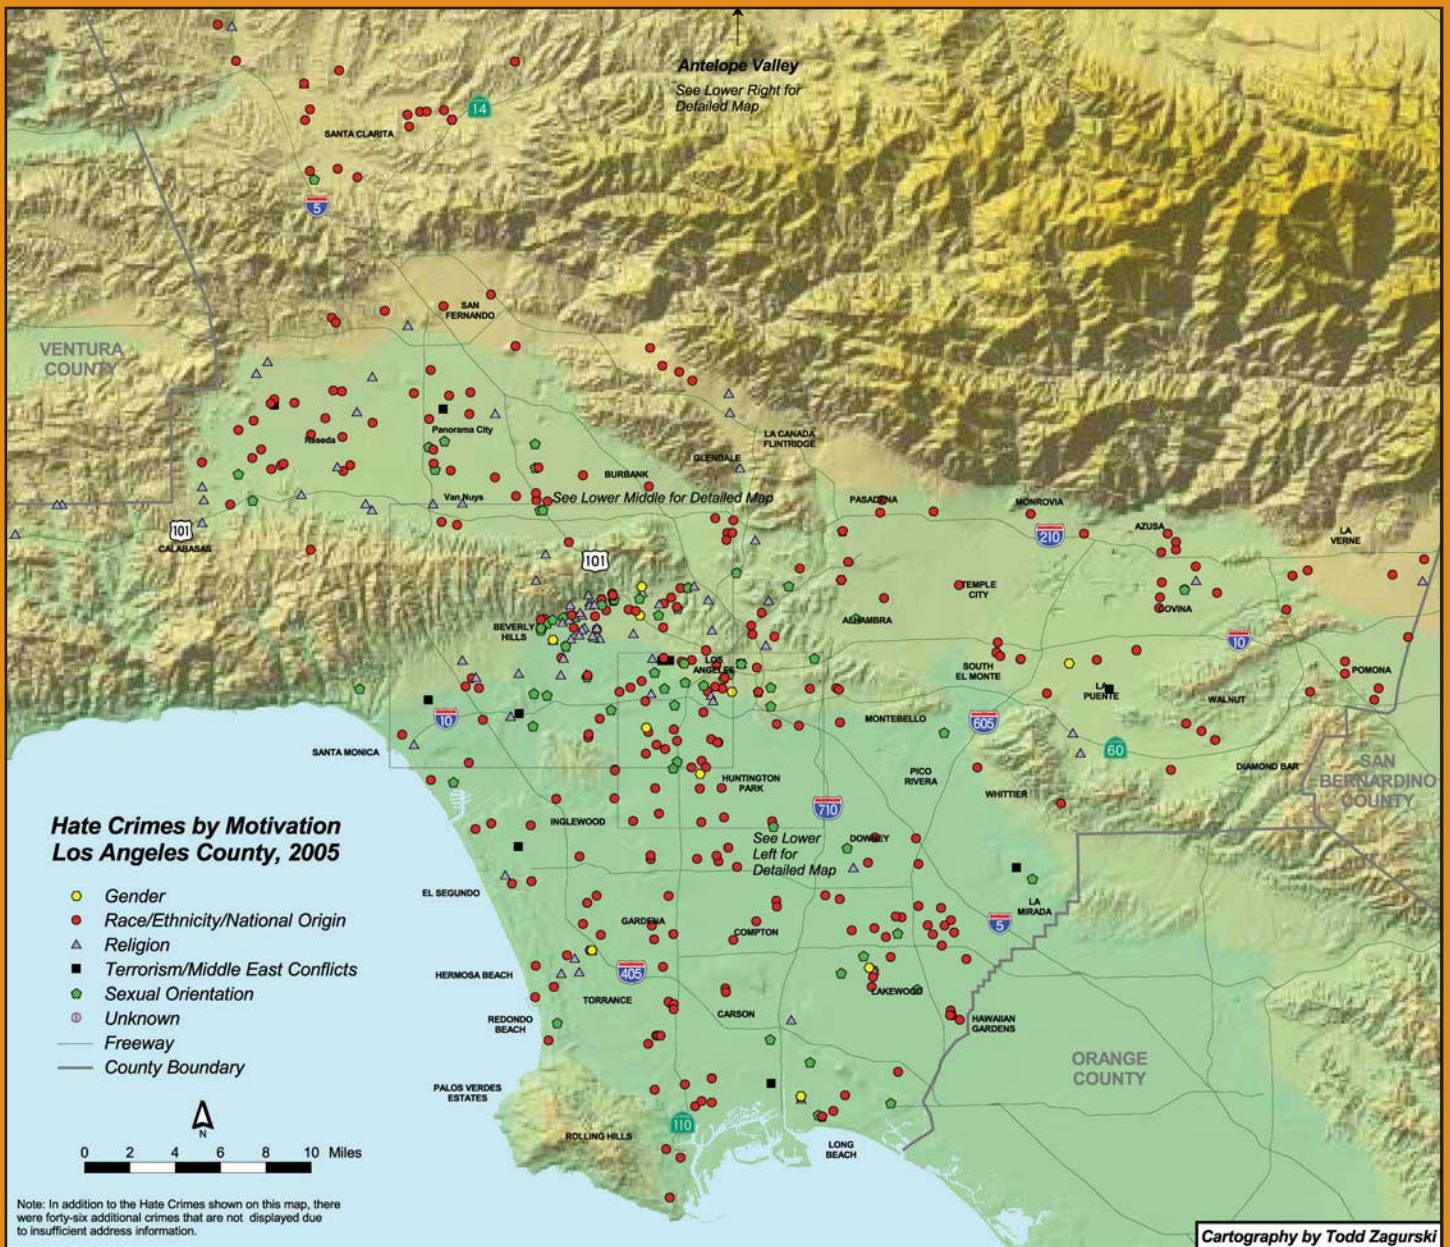 Antelope Valley
See Lower Right for
Detailed Map
14
SANTA CLARITA
5
SAN
FERNANDO
VENTURA
COUNTY
Reseda
Panorama City
LA CANADA
FLINTRIDGE
GLENDALE
BURBANK
Van Nuys
See Lower Middle for Detailed Map
PASADENA
MONROVIA
101
CALABASAS
210
AZUSA
LA
VERNE
101
TEMPLE
CITY
COVINA
ALHAMBRA
BEVERLY
HILLS
10
LOS
ANGELES
SOUTH
EL MONTE
POMONA
LA
PUENTE
WALNUT
10
MONTEBELLO
605
SANTA MONICA
60
PICO
RIVERA
DIAMOND BAR
SAN
BERNARDINO
COUNTY
HUNTINGTON
PARK
WHITTIER
710
INGLEWOOD
See Lower
Left for
Detailed Map
DOWNEY
Hate Crimes by Motivation
Los Angeles County, 2005
EL SEGUNDO
LA
MIRADA
Gender
Race/Ethnicity/National Origin
Religion
Terrorism/Middle East Conflicts
Sexual Orientation
Unknown
Freeway
County Boundary
GARDENA
COMPTON
5
HERMOSA BEACH
405
LAKEWOOD
TORRANCE
CARSON
REDONDO
BEACH
HAWAIIAN
GARDENS
ORANGE
COUNTY
PALOS VERDES
ESTATES
110
ROLLING HILLS
LONG
BEACH
N
0 2 4 6 8 10 Miles
Note: In addition to the Hate Crimes shown on this map, there
were forty-six additional crimes that are not displayed due
to insufficient address information.
Cartography by Todd Zagurski